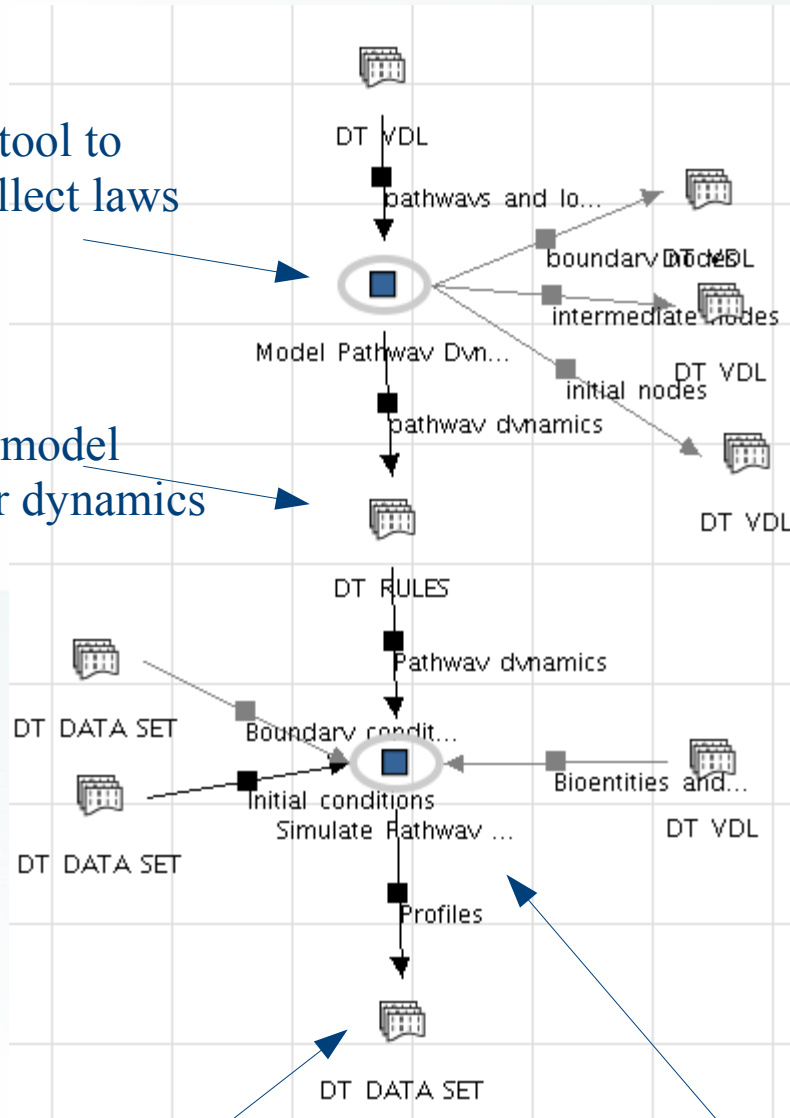 DT VDL
tool to
llect laws
pathways and lo...
boundary nodes
DT VDL
intermediate nodes
Model Pathway Dyn...
DT VDL
initial nodes
pathway dynamics
model
r dynamics
DT VDL
DT RULES
Pathway dynamics
DT DATA SET
Boundary condit...
Bioentities and...
Initial conditions
Simulate Pathway ...
DT VDL
DT DATA SET
Profiles
DT DATA SET